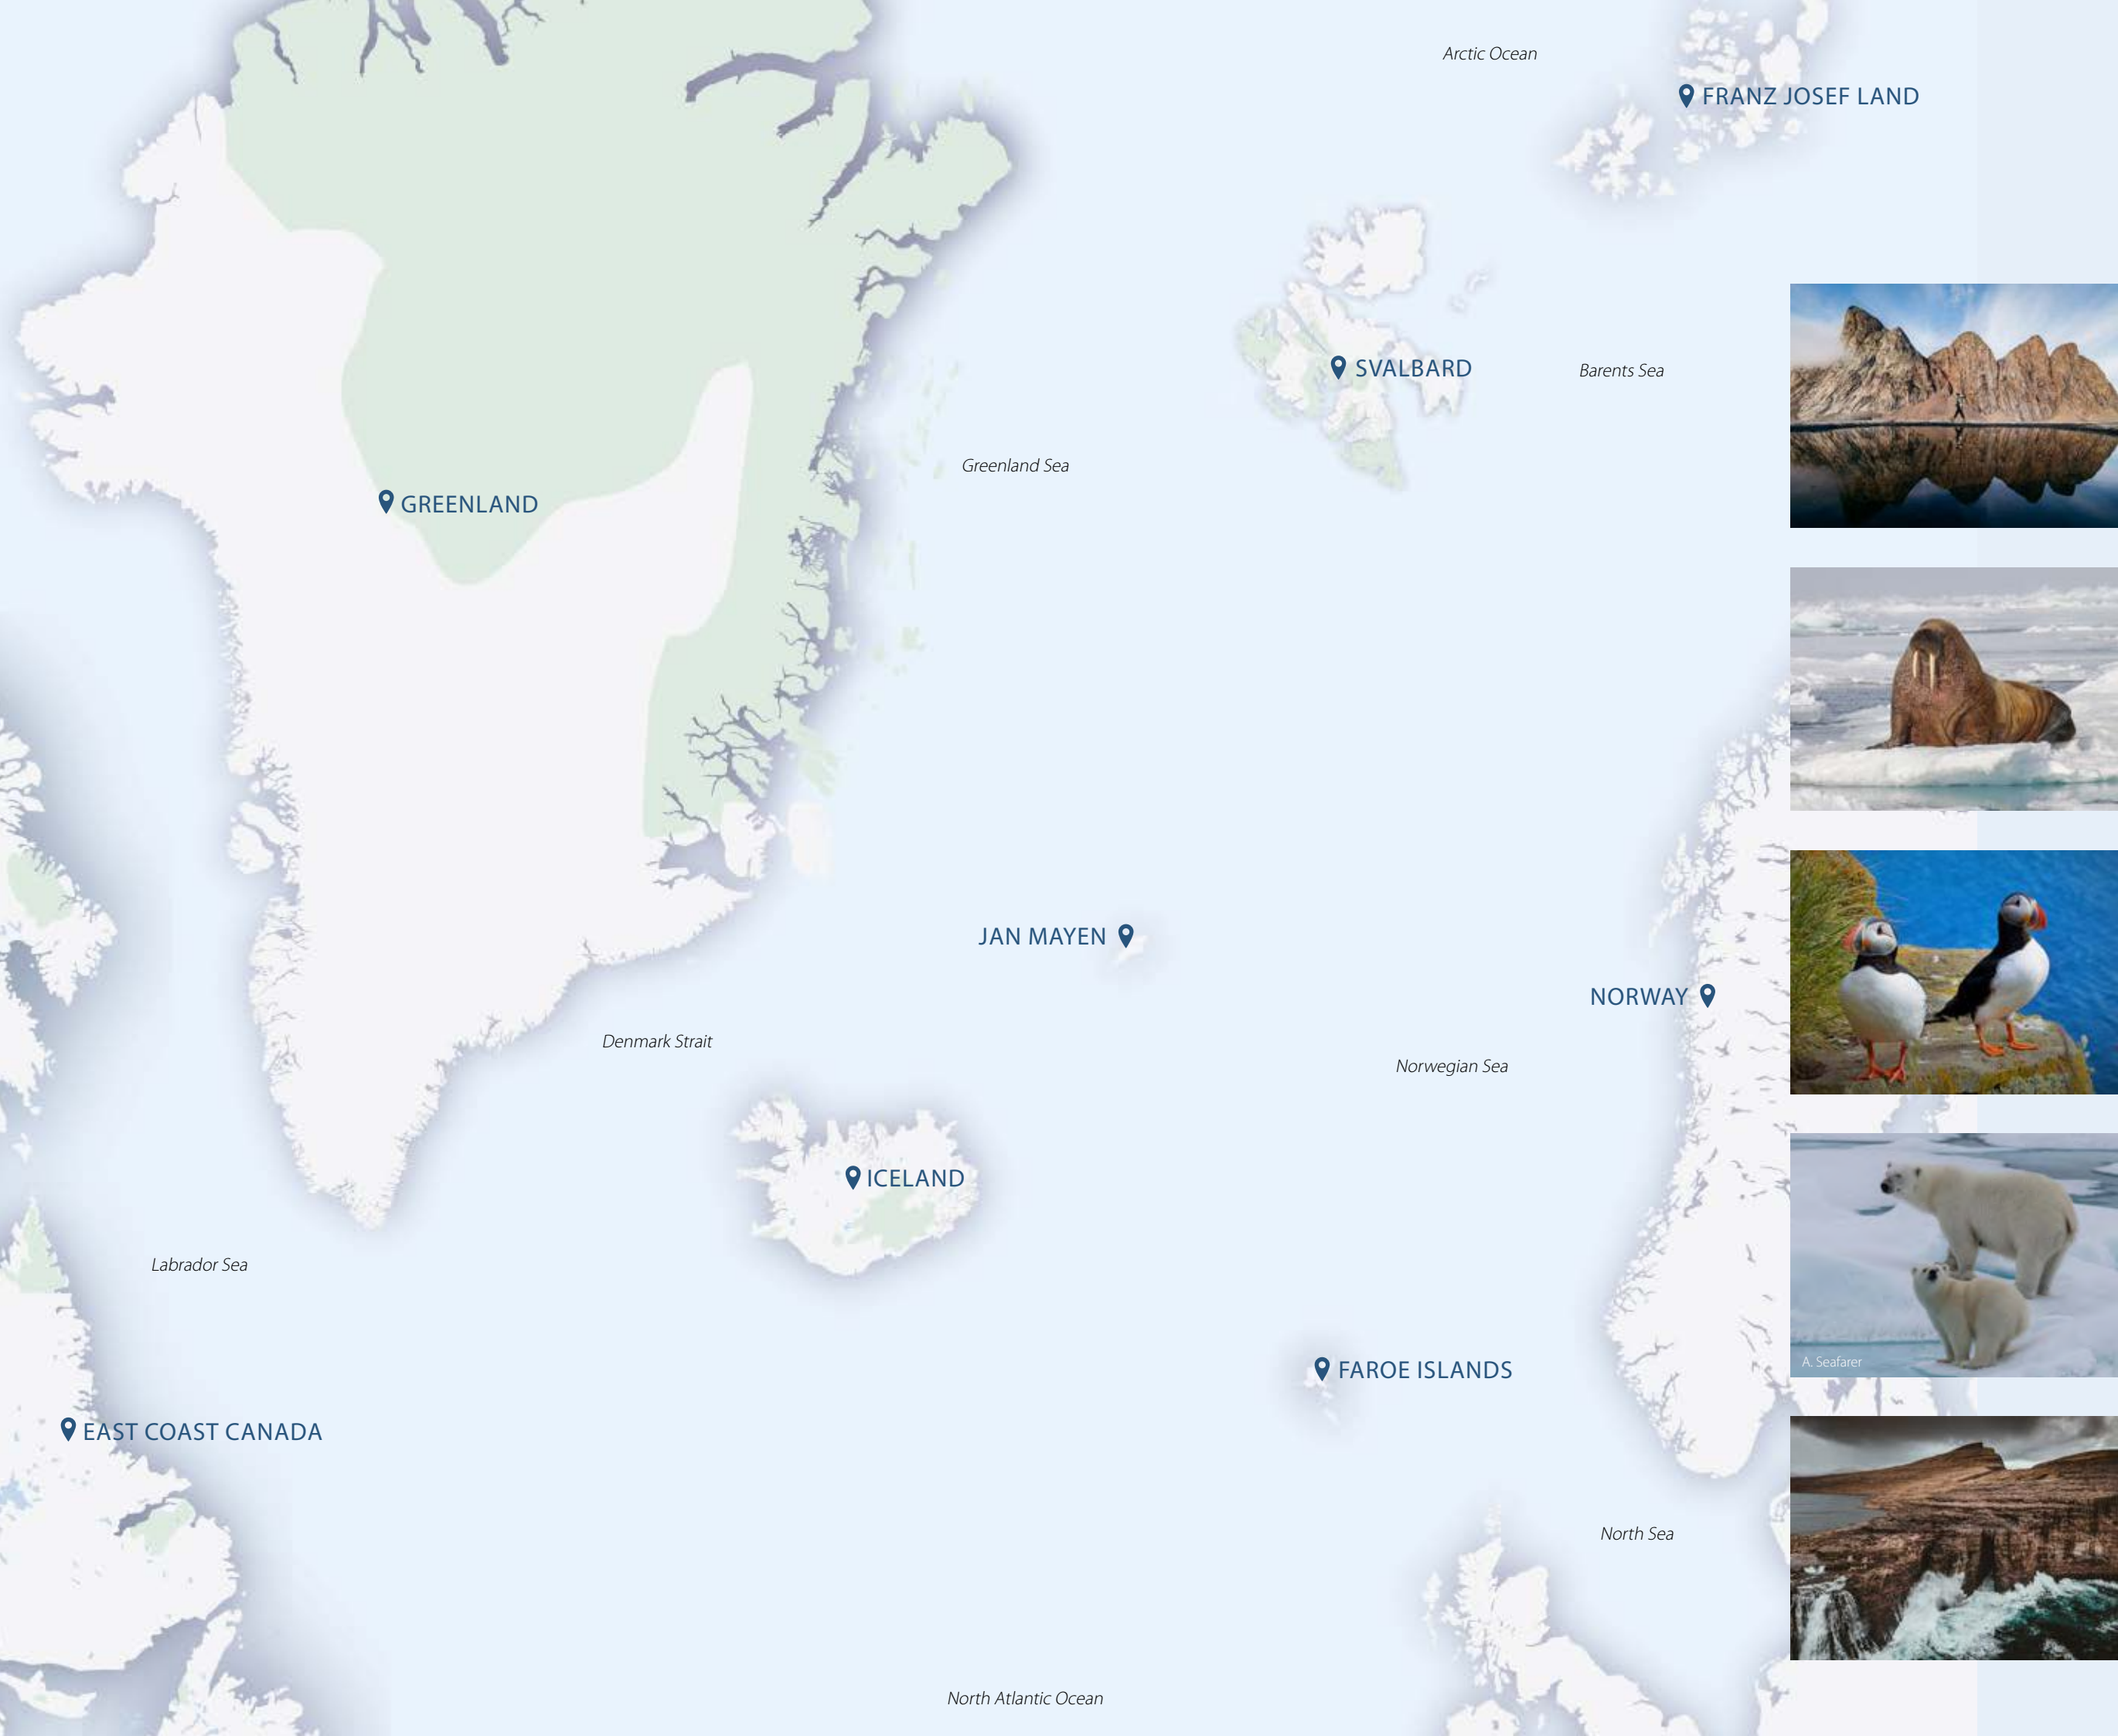 Arctic Ocean
FRANZ JOSEF LAND
SVALBARD
Barents Sea
Greenland Sea
GREENLAND
JAN MAYEN
NORWAY
Denmark Strait
Norwegian Sea
ICELAND
Labrador Sea
A. Seafarer
FAROE ISLANDS
EAST COAST CANADA
North Sea
North Atlantic Ocean